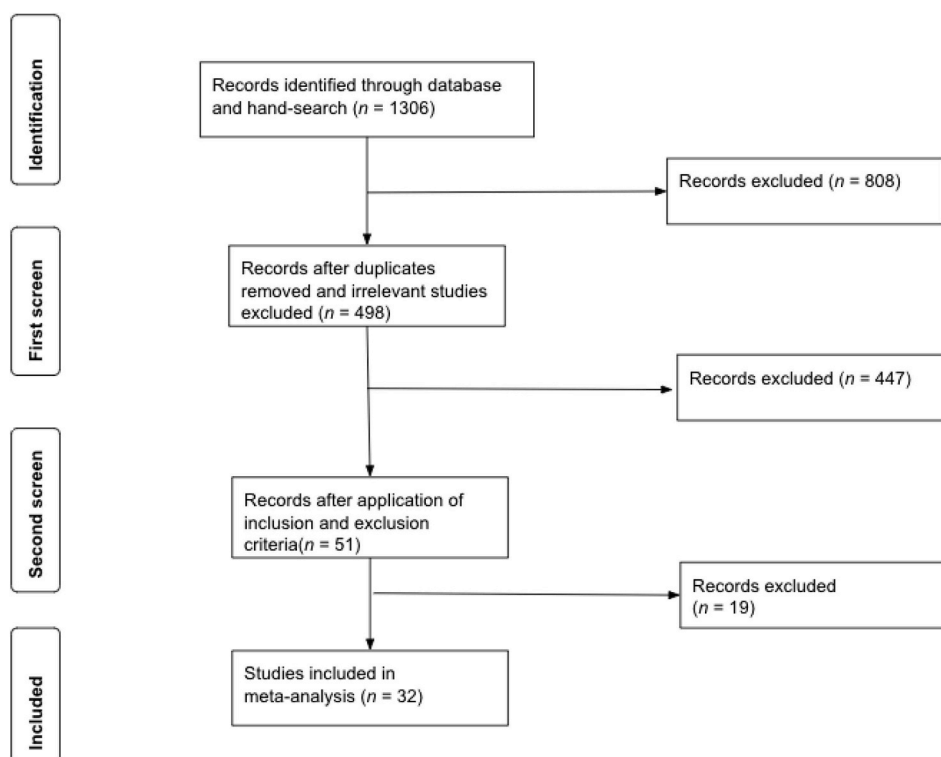 Identification
Records identified through database
and hand-search (n = 1306)
Records excluded (n = 808)
First screen
Records after duplicates
removed and irrelevant studies
excluded (n = 498)
Records excluded (n = 447)
Second screen
Records after application of
inclusion and exclusion
criteria(n = 51)
Records excluded
(n = 19)
Included
Studies included in
meta-analysis (n = 32)